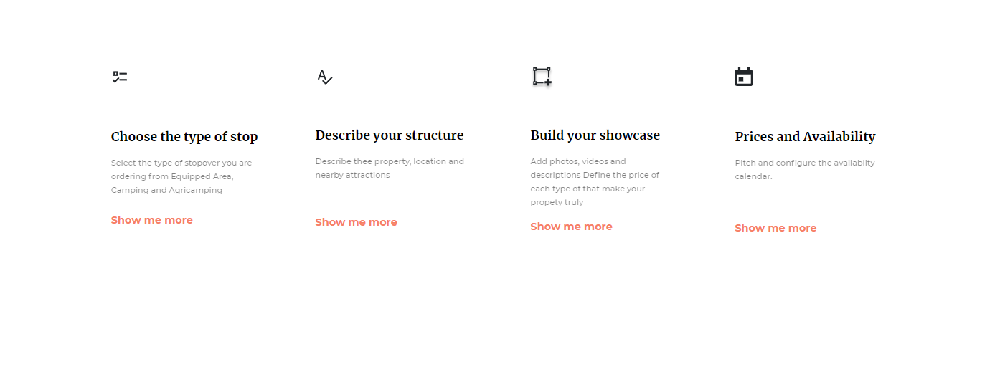 Choose the type of stop
Select the type of stopover you are
ordering from Equipped Area,
Camping and Agricamping
Show me more
Describe your structure
Describe thee property, location and
nearby attractions
Show me more
Build your showcase
Add photos, videos and
descriptions Define the price of
each type of that make your
propety truly
Show me more
Prices and Availability
Pitch and configure the availablity
calendar.
Show me more